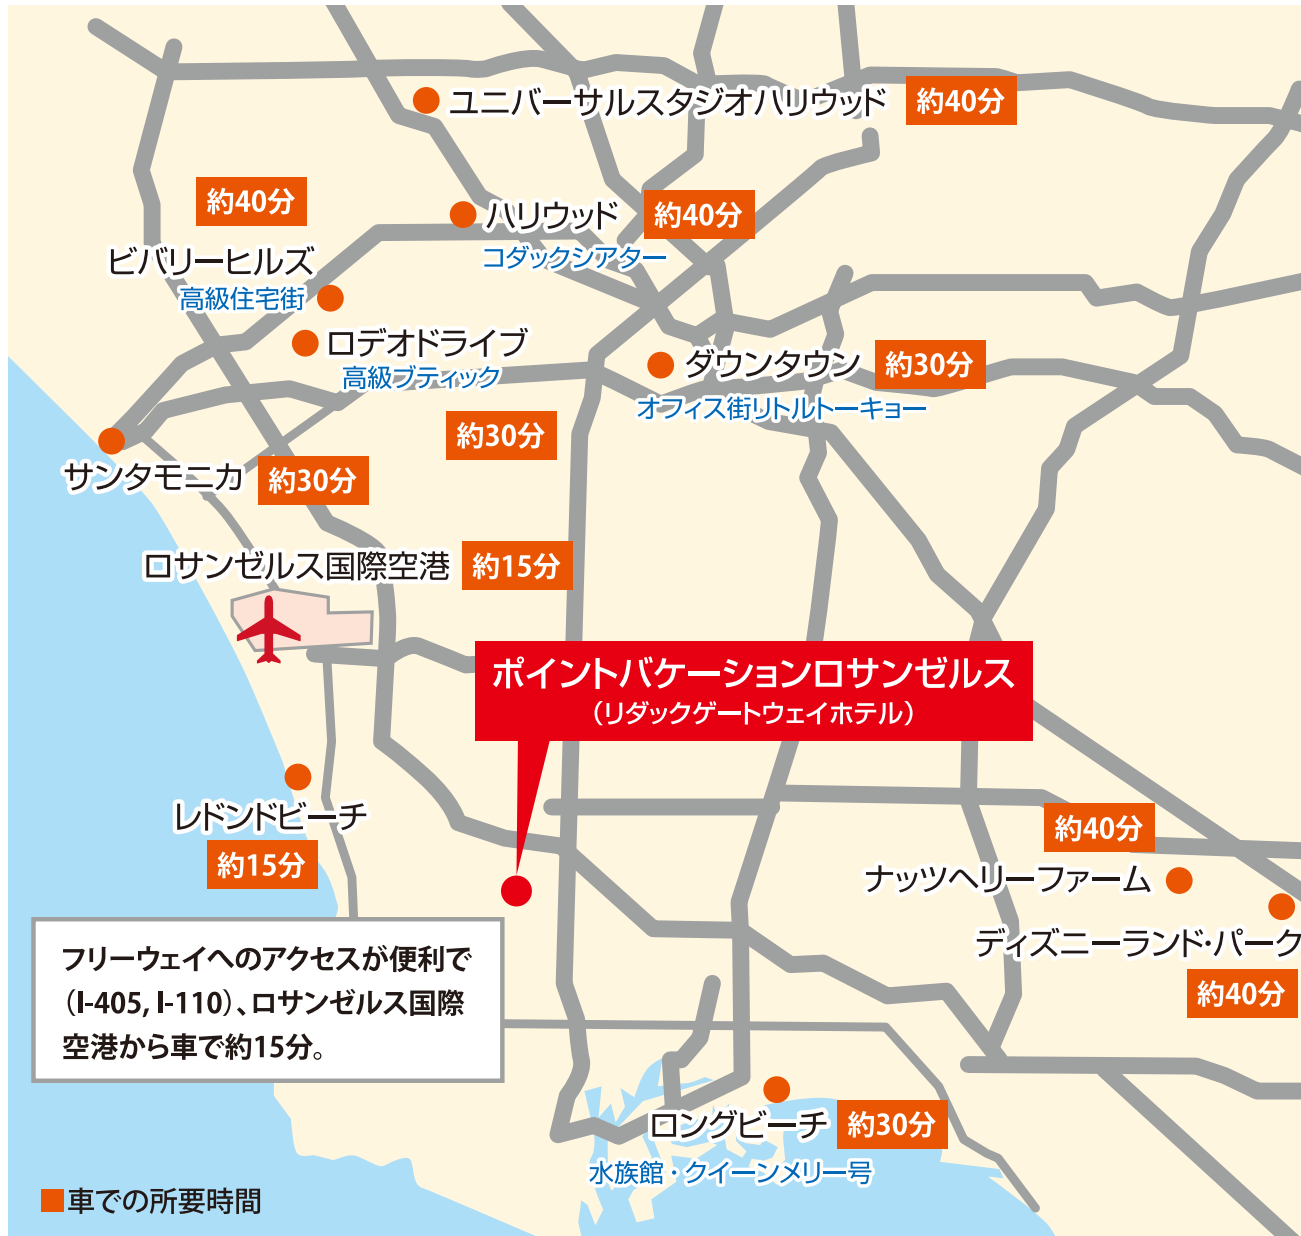 ユニバーサルスタジオハリウッド 約40分
約40分
ハリウッド 約40分
コダックシアター
ビバリーヒルズ
高級住宅街
ロデオドライブ
高級ブティック
ダウンタウン 約30分
オフィス街リトルトーキョー
約30分
サンタモニカ 約30分
ロサンゼルス国際空港 約15分
ポイントバケーションロサンゼルス
（リダックゲートウェイホテル）
レドンドビーチ
約15分
約40分
ナッツベリーファーム
ディズニーランド・パーク
約40分
フリーウェイへのアクセスが便利で
（I-405, I-110）、ロサンゼルス国際
空港から車で約15分。
ロングビーチ 約30分
水族館・クイーンメリー号
■車での所要時間